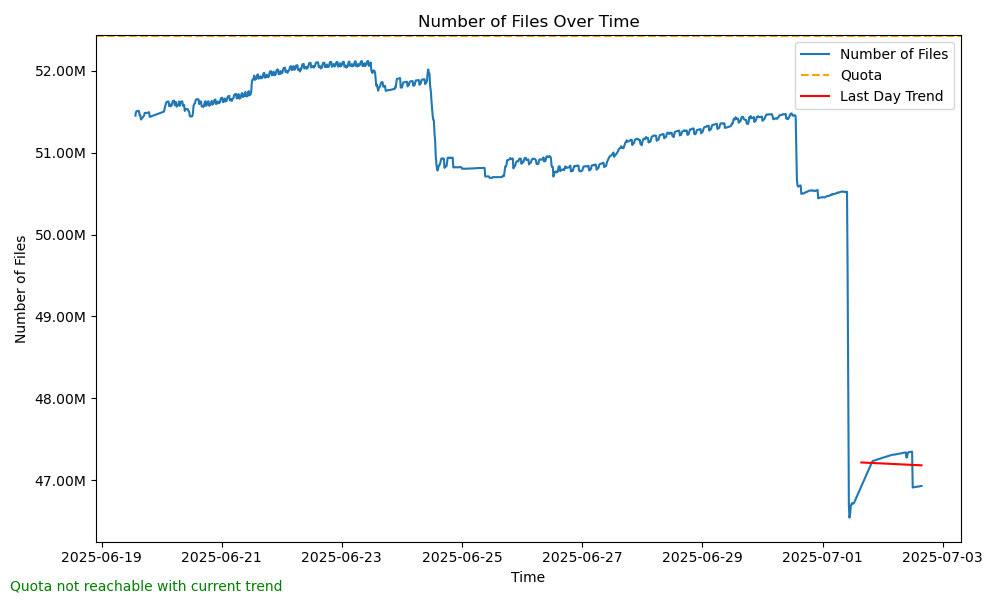 Number of Files Over Time
Number of Files
Quota
Last Day Trend
52.00M
51.00M
50.00M
49.00M
48.00M
47.00M
Number of Files
2025-06-19
2025-06-21
2025-06-23
2025-06-25
2025-06-27
2025-06-29
2025-07-01
2025-07-03
Time
Quota not reachable with current trend